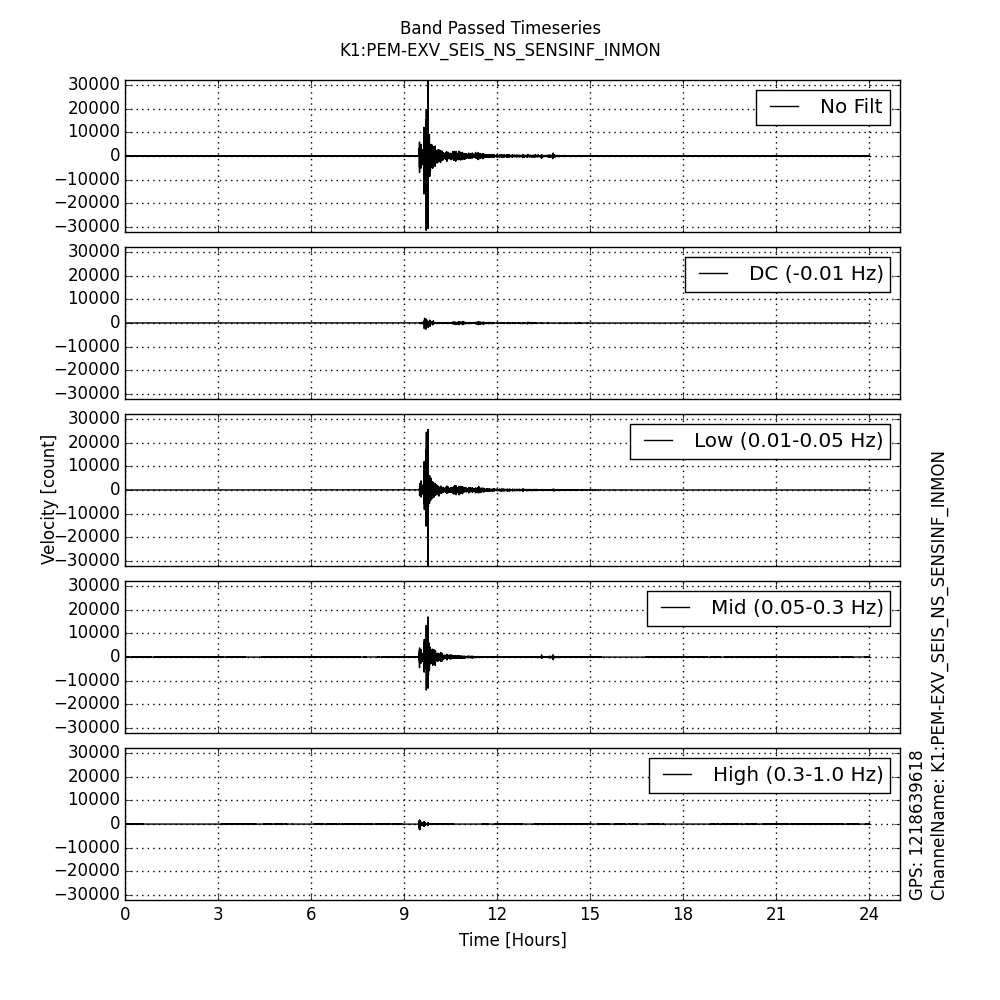 Band Passed Timeseries
K1:PEM-EXV_SEIS_NS_SENSINF_INMON
30000
20000
10000
0
−10000
−20000
−30000
No Filt
30000
20000
10000
0
−10000
−20000
−30000
DC (-0.01 Hz)
30000
20000
10000
0
−10000
−20000
−30000
Low (0.01-0.05 Hz)
Velocity [count]
30000
20000
10000
0
−10000
−20000
−30000
Mid (0.05-0.3 Hz)
30000
20000
10000
0
−10000
−20000
−30000
High (0.3-1.0 Hz)
0 3 6 9 12 15 18 21 24
Time [Hours]
GPS: 1218639618
ChannelName: K1:PEM-EXV_SEIS_NS_SENSINF_INMON